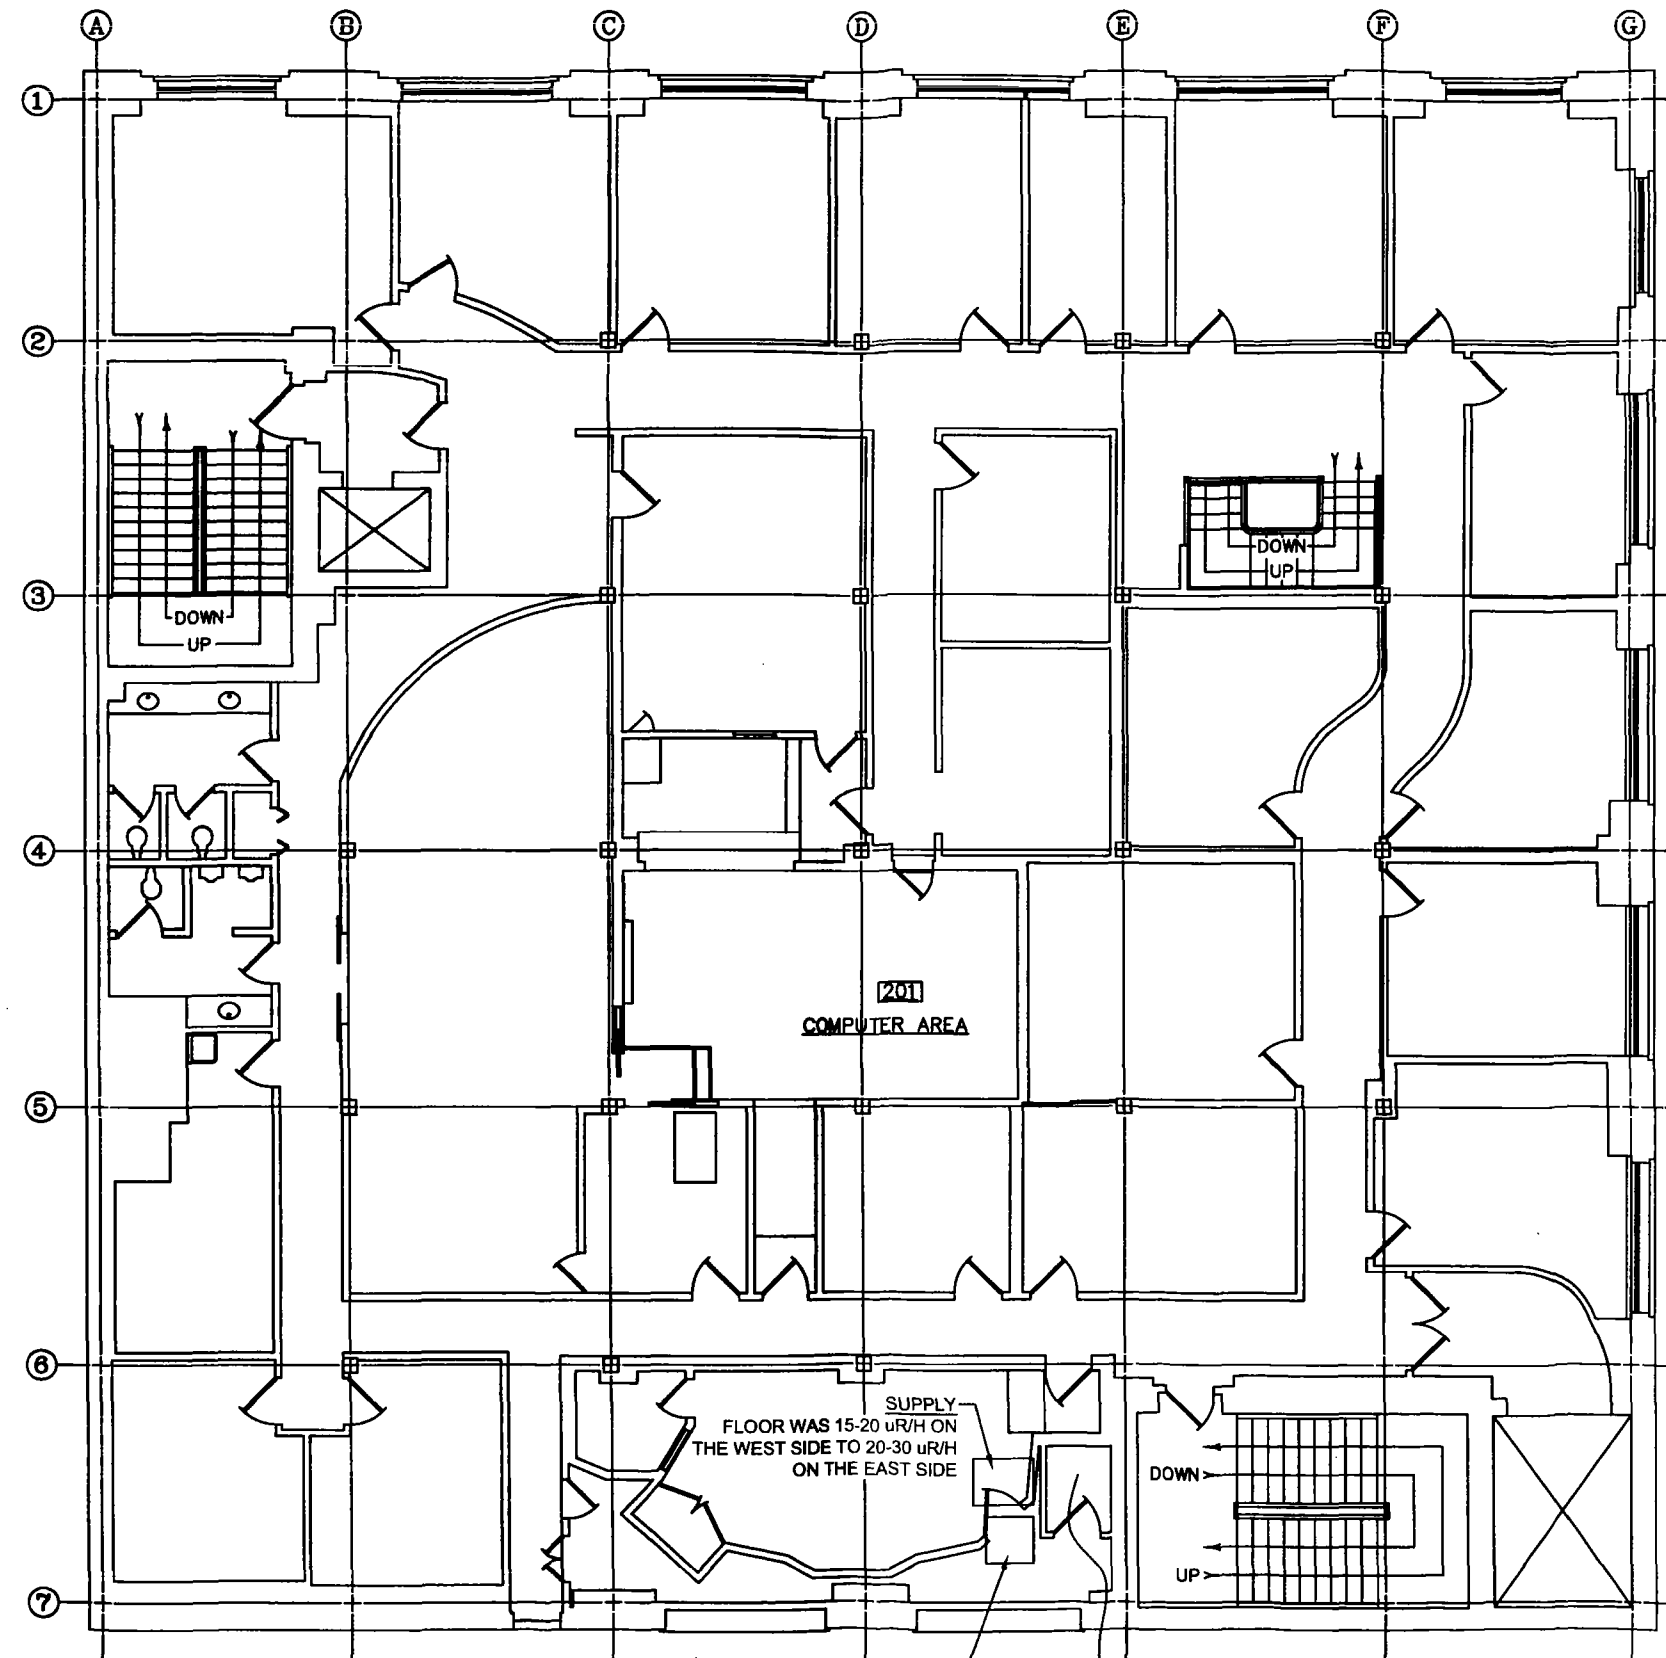 A B C D E F G
1
2
3
DOWN
UP
DOWN
UP
4
201
COMPUTER AREA
5
6
SUPPLY
FLOOR WAS 15-20 uR/H ON
THE WEST SIDE TO 20-30 uR/H
ON THE EAST SIDE
DOWN
UP
7